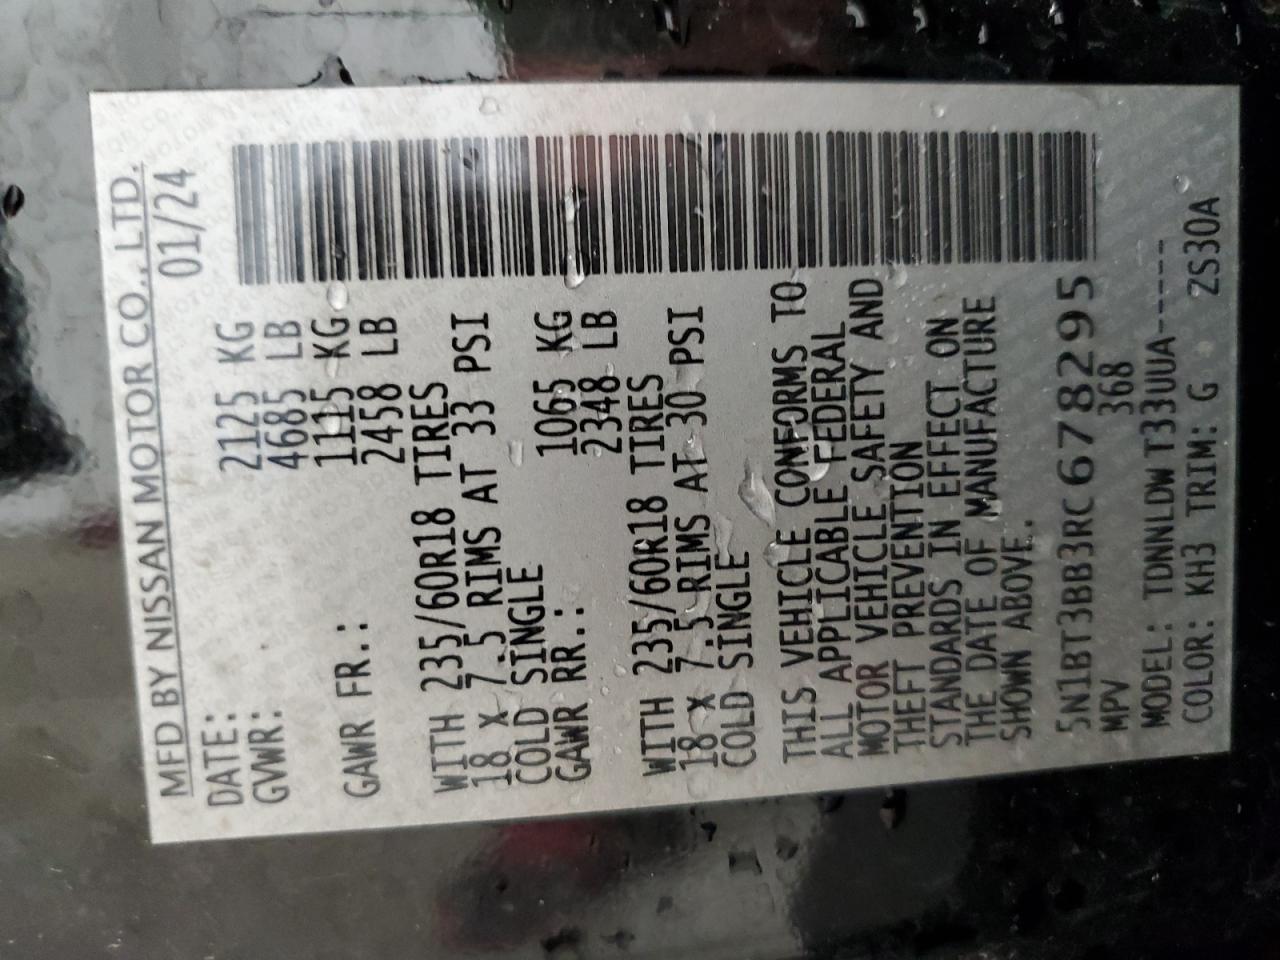 MFD BY NISSAN MOTOR CO., LTD.
DATE: 01/24
GVWR: 2125 KG
4685 LB
GAWR FR.: 1115 KG
2458 LB
WITH 235/60R18 TIRES
18 X 7.5 RIMS AT 33 PSI
COLD SINGLE
GAWR RR.: 1065 KG
2348 LB
WITH 235/60R18 TIRES
18 X 7.5 RIMS AT 30 PSI
COLD SINGLE
THIS VEHICLE CONFORMS TO
ALL APPLICABLE FEDERAL
MOTOR VEHICLE SAFETY AND
THEFT PREVENTION
STANDARDS IN EFFECT ON
THE DATE OF MANUFACTURE
SHOWN ABOVE.
5N1BT3BB3RC678295
MPV 368
MODEL: TDNNLDW T33UUA------
COLOR: KH3 TRIM: G ZS30A